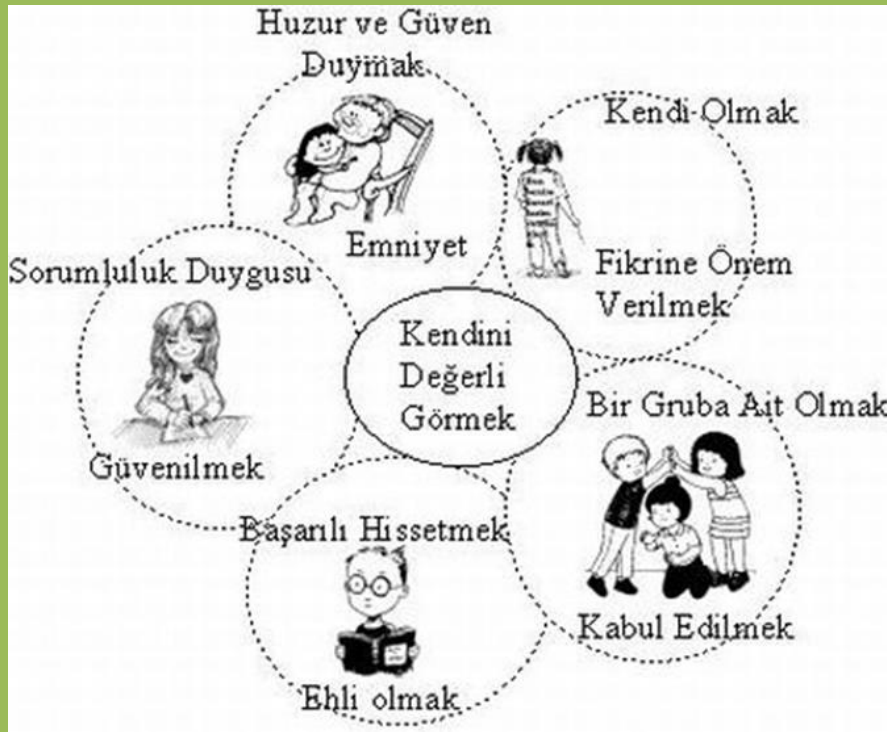 Huzur ve Güven
Duymak
Emniyet
Kendi-Olmak
Fikrine Önem
Verilmek
Sorumluluk Duygusu
Güvenilmek
Kendini
Değerli
Görmek
Bir Gruba Ait Olmak
Kabul Edilmek
Başarılı Hissetmek
Ehli olmak